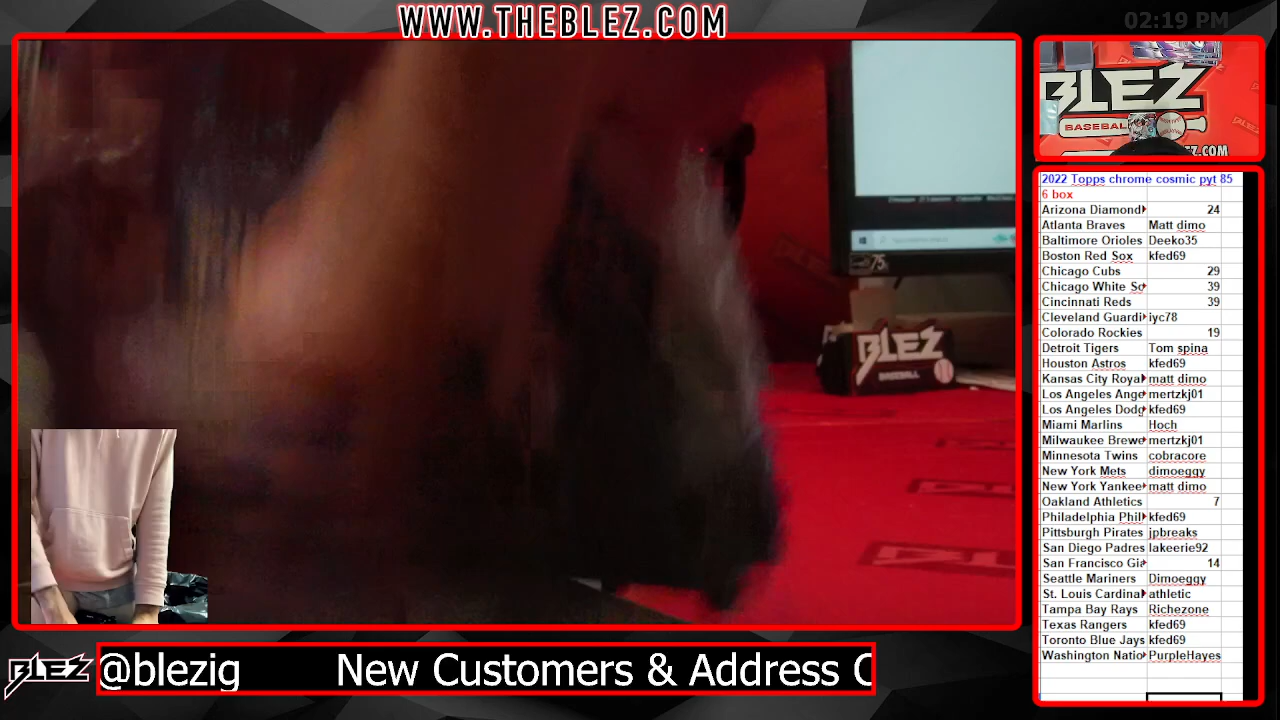 WWW.THEBLEZ.COM
02:19 PM
BLEZ
BASEBAL
EZ.COM
75
BLEZ
BASEBALL
2022 Topps chrome cosmic pyt 85
6 box
Arizona Diamond 24
Atlanta Braves Matt dimo
Baltimore Orioles Deeko35
Boston Red Sox kfed69
Chicago Cubs 29
Chicago White So 39
Cincinnati Reds 39
Cleveland Guardi iyc78
Colorado Rockies 19
Detroit Tigers Tom spina
Houston Astros kfed69
Kansas City Roya matt dimo
Los Angeles Ange mertzkj01
Los Angeles Dodg kfed69
Miami Marlins Hoch
Milwaukee Brewe mertzkj01
Minnesota Twins cobracore
New York Mets dimoeggy
New York Yankee matt dimo
Oakland Athletics 7
Philadelphia Phil kfed69
Pittsburgh Pirates jpbreaks
San Diego Padres lakeerie92
San Francisco Gia 14
Seattle Mariners Dimoeggy
St. Louis Cardina athletic
Tampa Bay Rays Richezone
Texas Rangers kfed69
Toronto Blue Jays kfed69
Washington Natio PurpleHayes
BLEZ @blezig New Customers & Address C